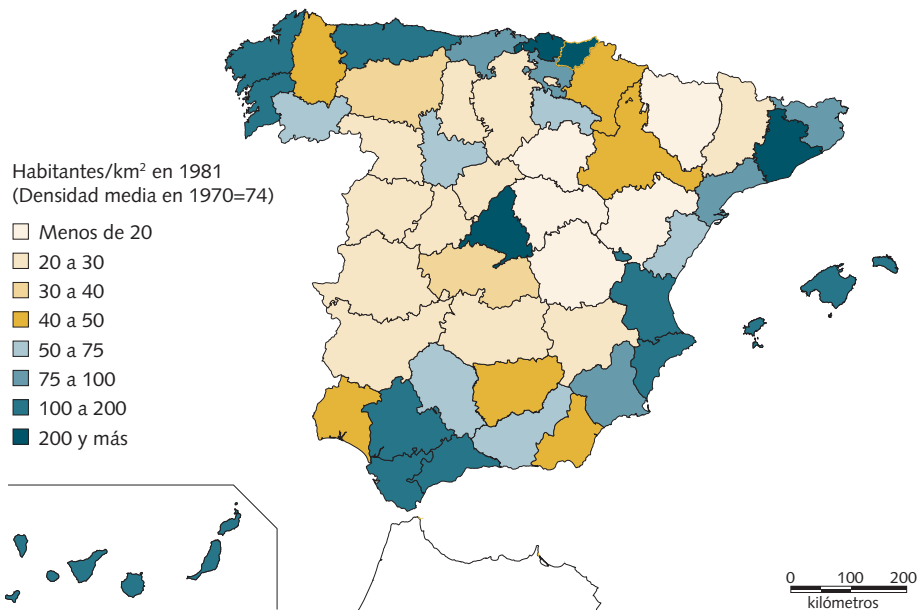 Habitantes/km² en 1981
(Densidad media en 1970=74)
Menos de 20
20 a 30
30 a 40
40 a 50
50 a 75
75 a 100
100 a 200
200 y más
0 100 200
kilómetros